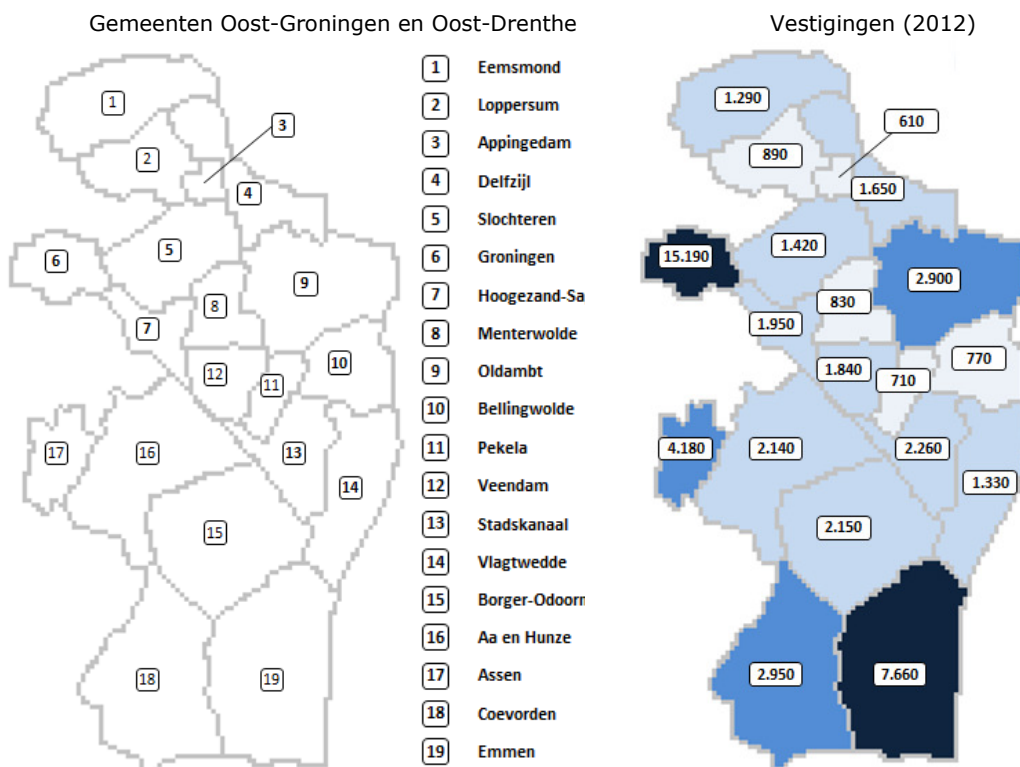 Gemeenten Oost-Groningen en Oost-Drenthe
1 Eemsmond
2 Loppersum
3 Appingedam
4 Delfzijl
5 Slochteren
6 Groningen
7 Hoogezand-Sa
8 Menterwolde
9 Oldambt
10 Bellingwolde
11 Pekela
12 Veendam
13 Stadskanaal
14 Vlagtwedde
15 Borger-Odoorn
16 Aa en Hunze
17 Assen
18 Coevorden
19 Emmen
1
2
3
4
5
6
9
8
7
10
12
11
13
16
17
14
15
18
19
Vestigingen (2012)
1.290
610
890
1.650
1.420
15.190
2.900
830
1.950
770
1.840
710
4.180
2.140
2.260
1.330
2.150
2.950
7.660